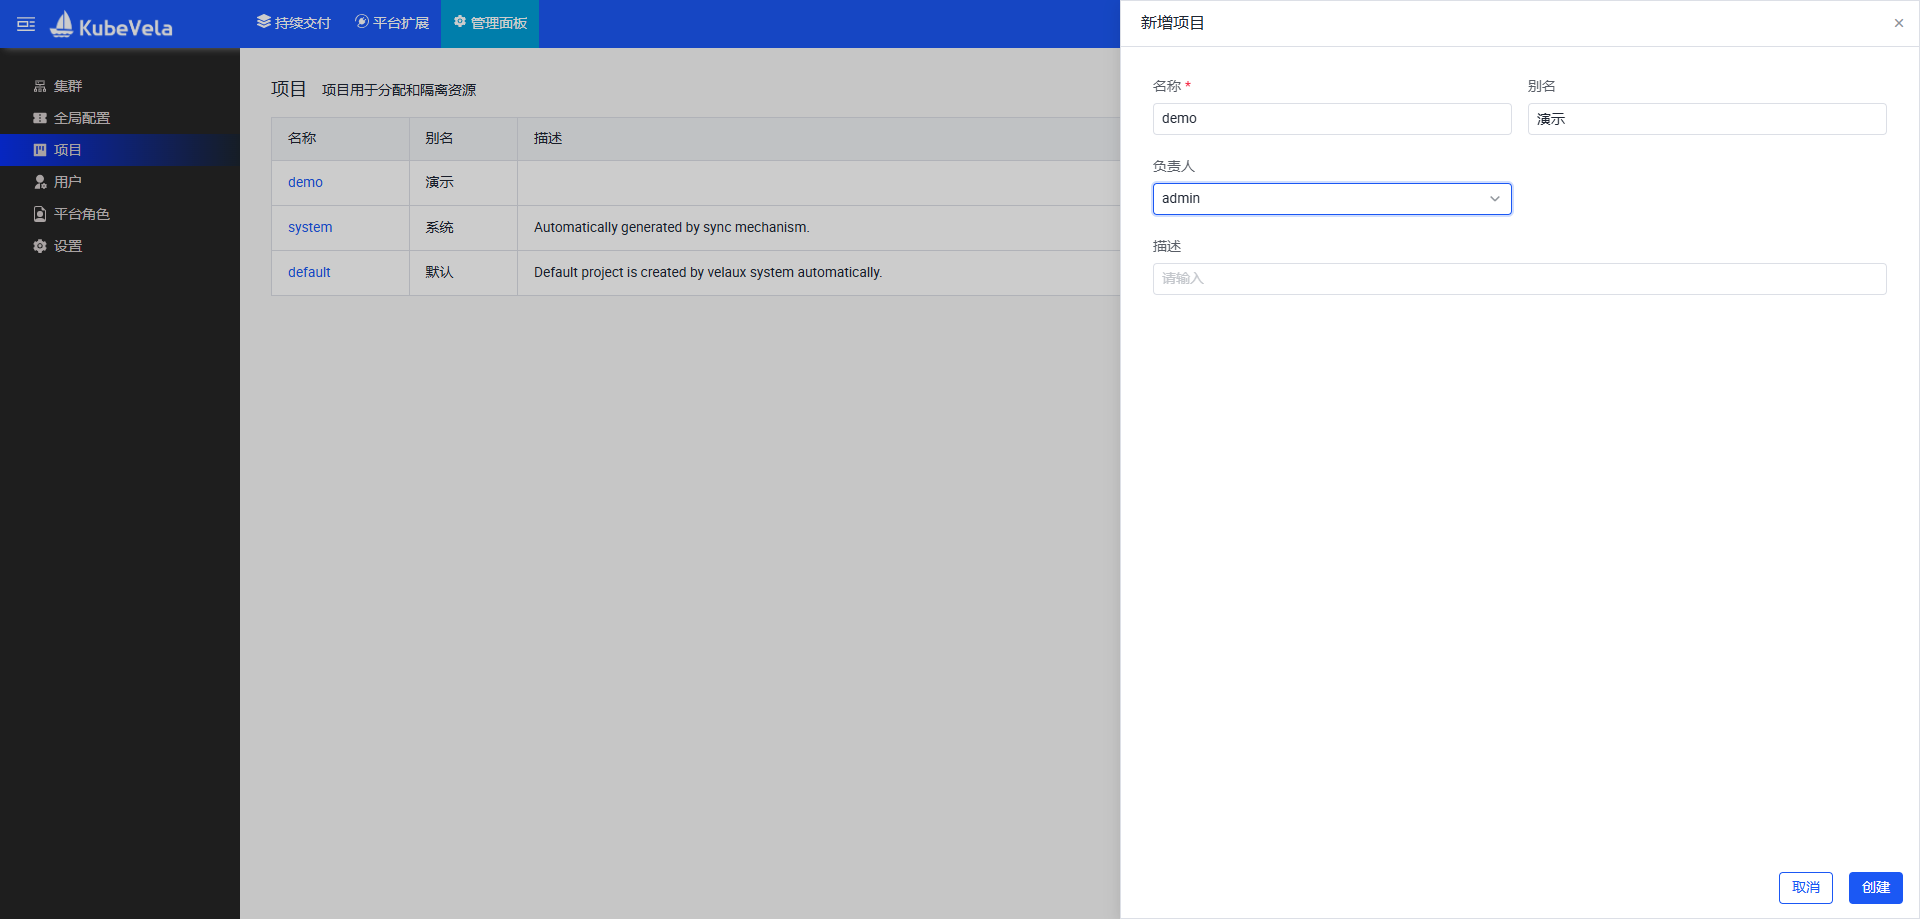 KubeVela
持续交付
平台扩展
管理面板
集群
全局配置
项目
用户
平台角色
设置
项目 项目用于分配和隔离资源
名称 别名 描述
demo 演示
system 系统 Automatically generated by sync mechanism.
default 默认 Default project is created by velaux system automatically.
新增项目
名称 * 别名
demo 演示
负责人
admin
描述
请输入
取消 创建